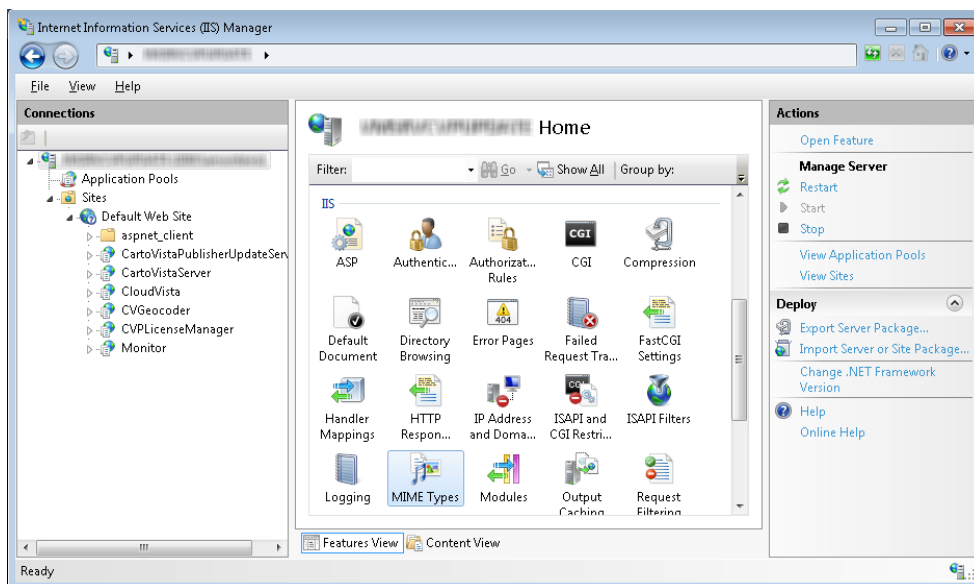 Internet Information Services (IIS) Manager
File View Help
Connections
Application Pools
Sites
Default Web Site
aspnet_client
CartoVistaPublisherUpdateServ
CartoVistaServer
CloudVista
CVGeocoder
CVPLicenseManager
Monitor
Home
Filter: Go Show All Group by:
IIS
ASP Authentic... Authorizat... Rules CGI Compression
Default Document Directory Browsing Error Pages Failed Request Tra... FastCGI Settings
Handler Mappings HTTP Respon... IP Address and Doma... ISAPI and CGI Restri... ISAPI Filters
Logging MIME Types Modules Output Caching Request Filtering
Features View Content View
Actions
Open Feature
Manage Server
Restart
Start
Stop
View Application Pools
View Sites
Deploy
Export Server Package...
Import Server or Site Package...
Change .NET Framework
Version
Help
Online Help
Ready